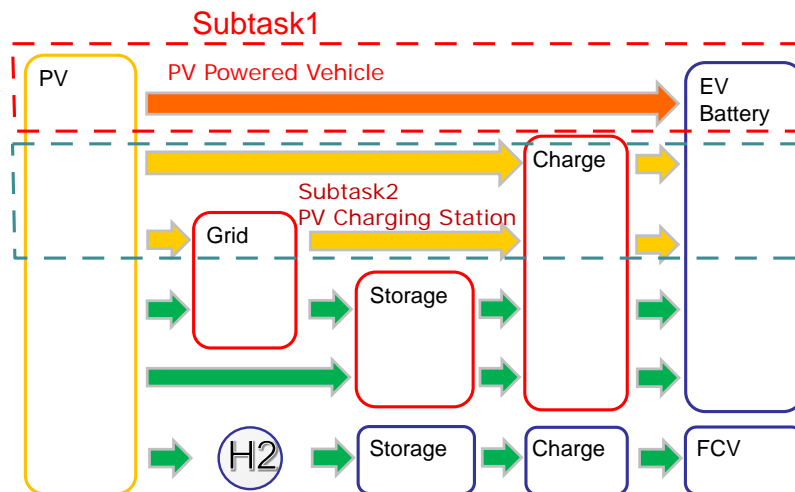 Subtask1
PV
PV Powered Vehicle
EV
Battery
Charge
Subtask2
PV Charging Station
Grid
Storage
H2
Storage
Charge
FCV